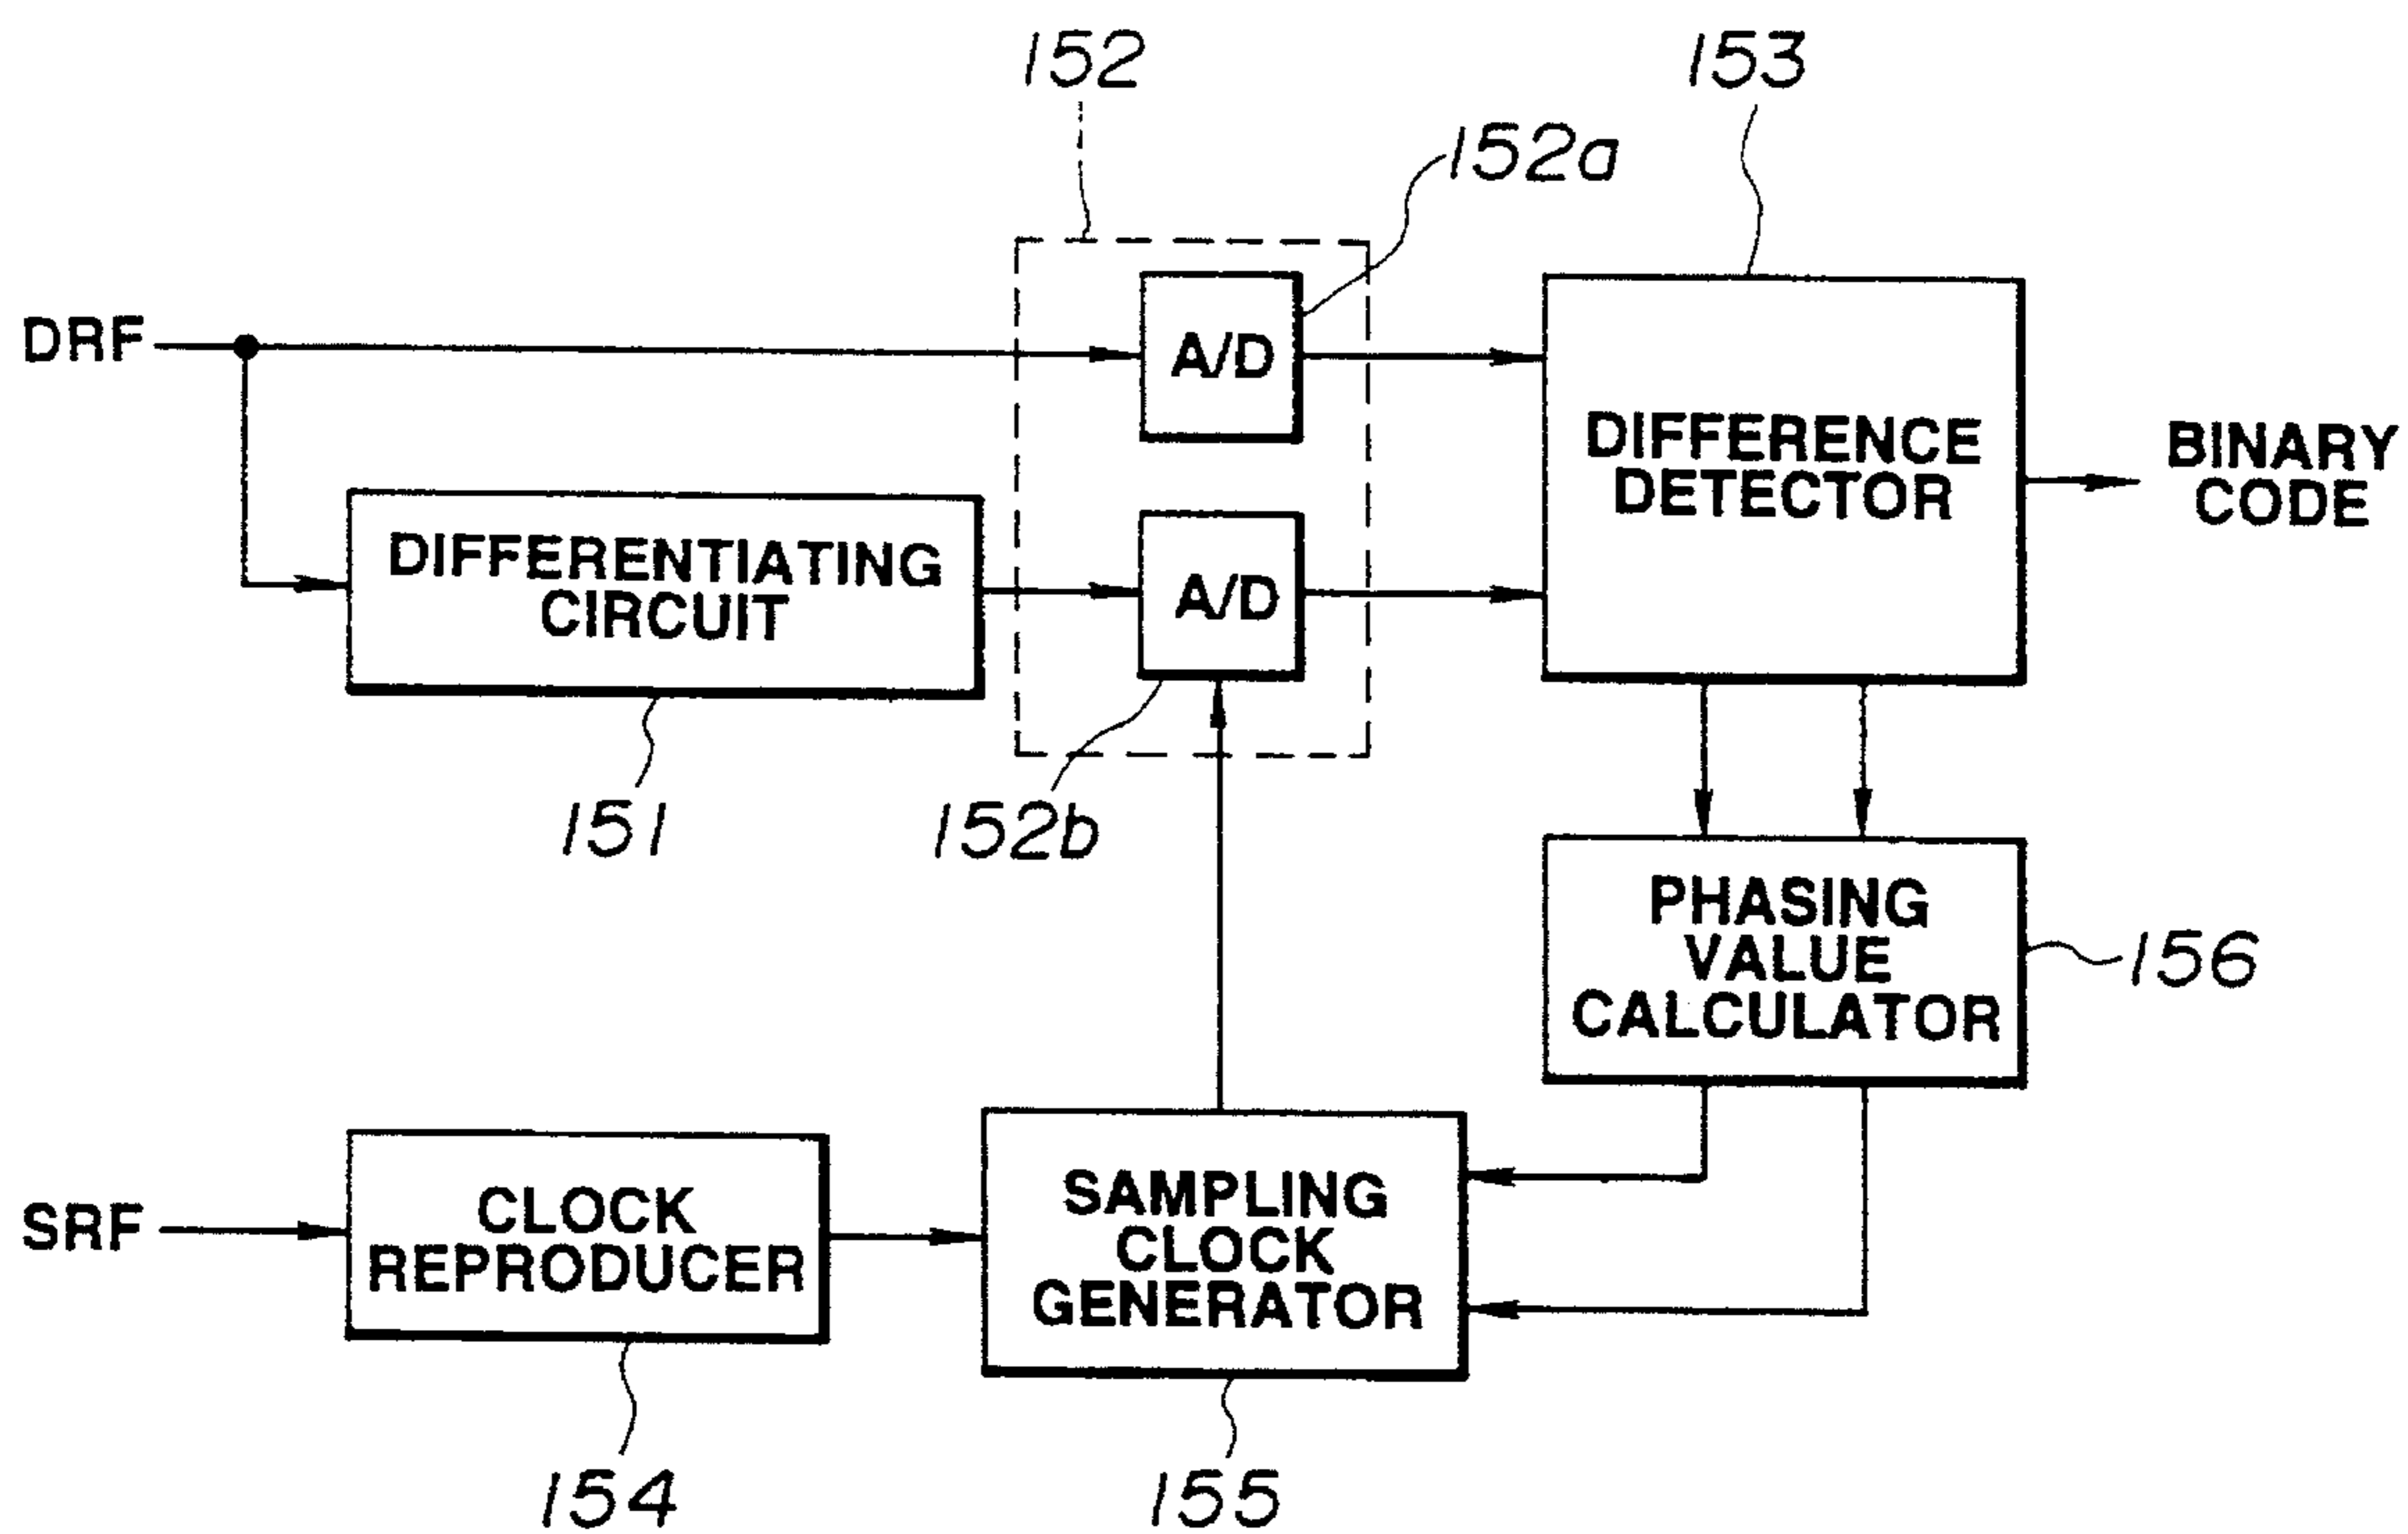 152
153
152a
DRF
A/D
DIFFERENCE
DETECTOR
BINARY
CODE
DIFFERENTIATING
CIRCUIT
A/D
151
152b
PHASING
VALUE
CALCULATOR
156
SRF
CLOCK
REPRODUCER
SAMPLING
CLOCK
GENERATOR
154
155